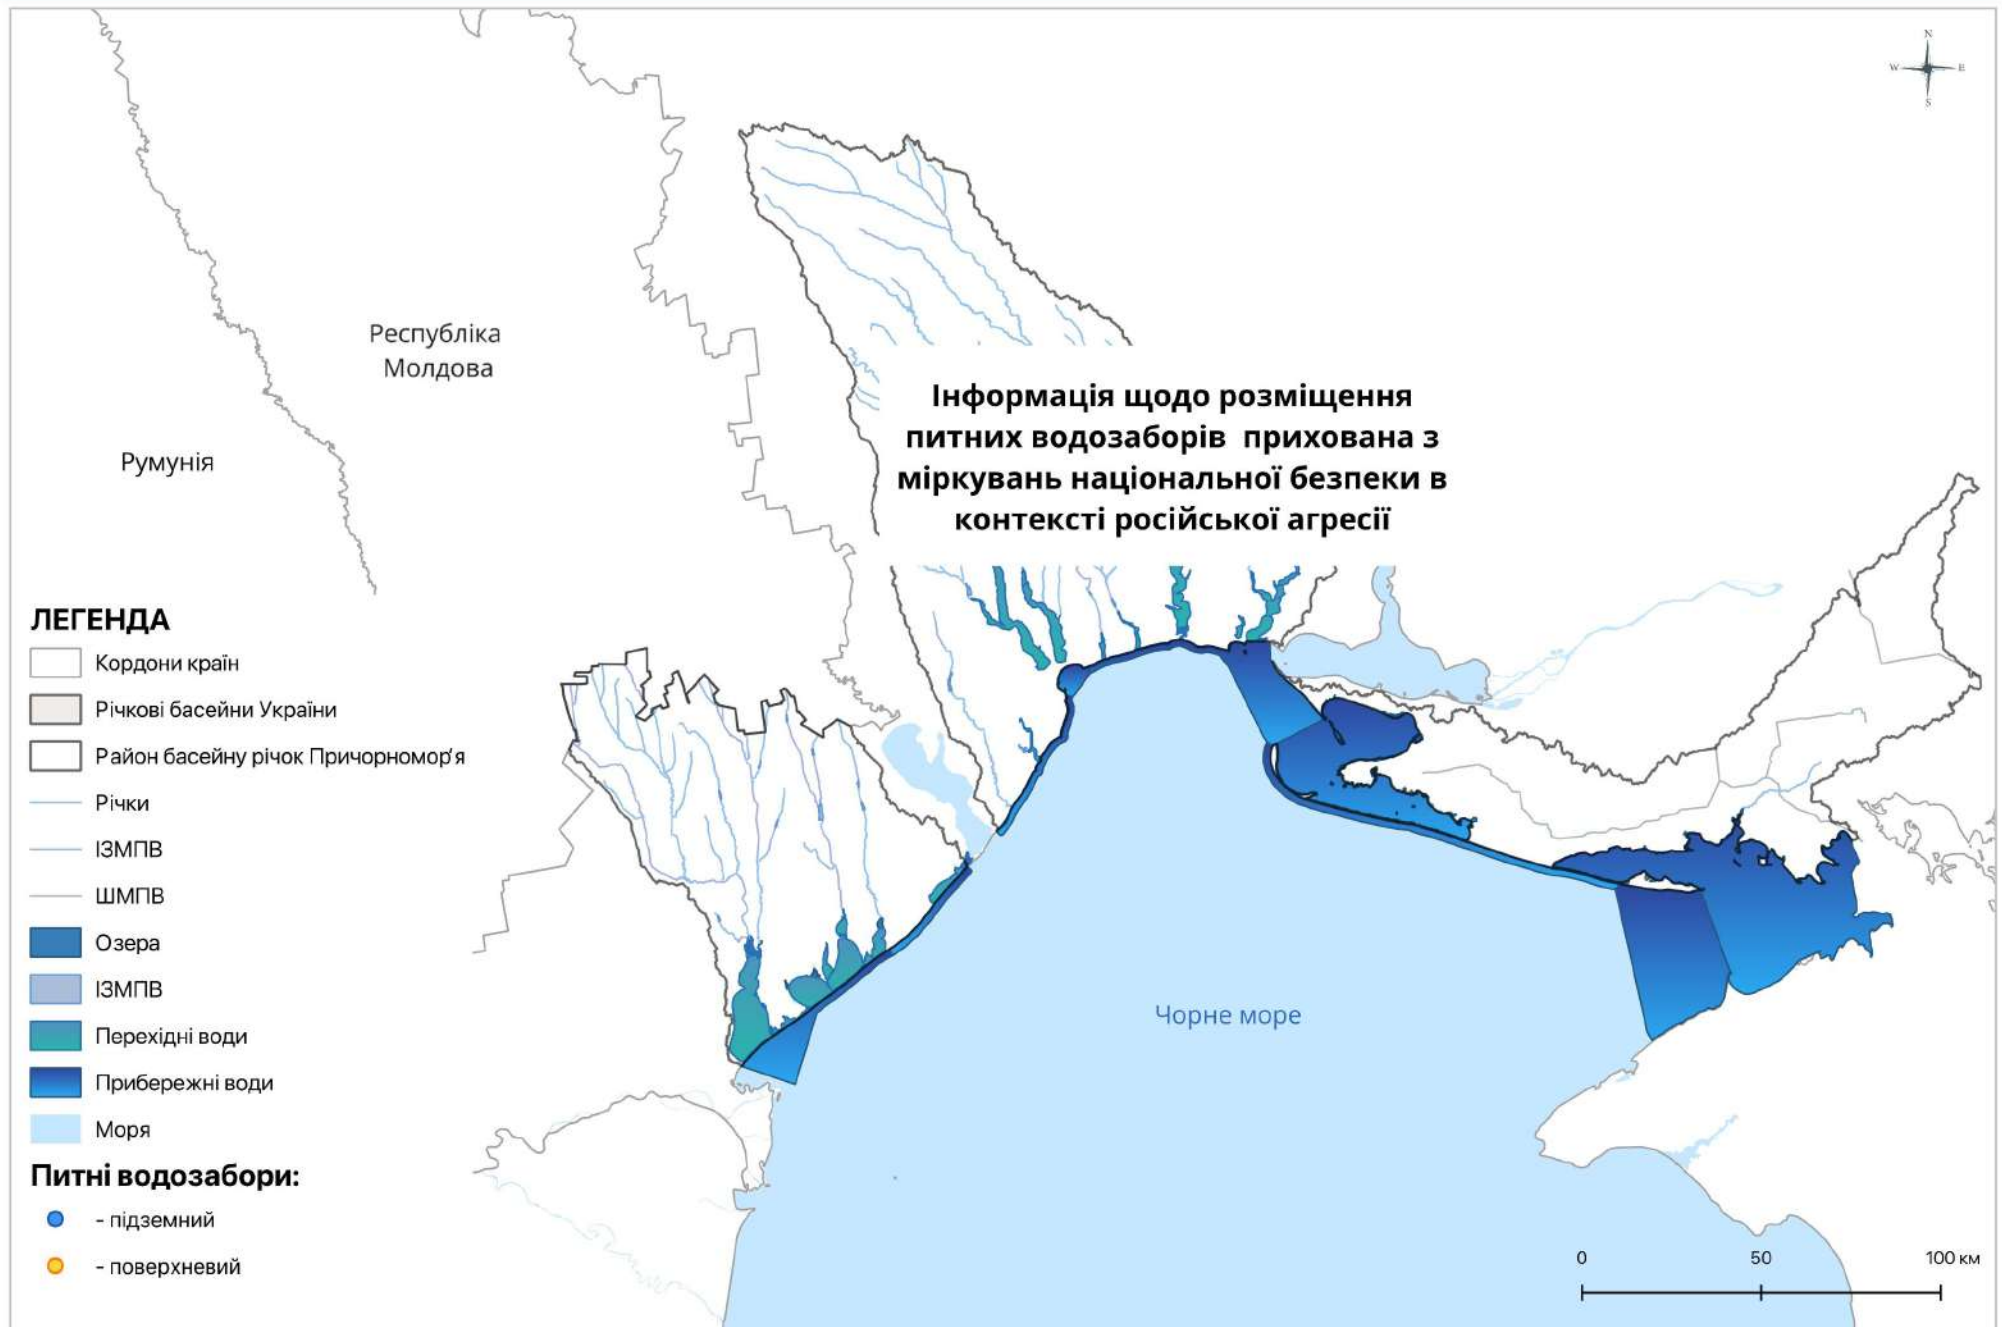 N
W E
S
Республіка
Молдова
Румунія
Інформація щодо розміщення
питних водозаборів прихована з
міркувань національної безпеки в
контексті російської агресії
ЛЕГЕНДА
Кордони країн
Річкові басейни України
Район басейну річок Причорномор'я
Річки
ІЗМПВ
ШМПВ
Озера
ІЗМПВ
Перехідні води
Прибережні води
Моря
Питні водозабори:
- підземний
- поверхневий
Чорне море
0 50 100 км